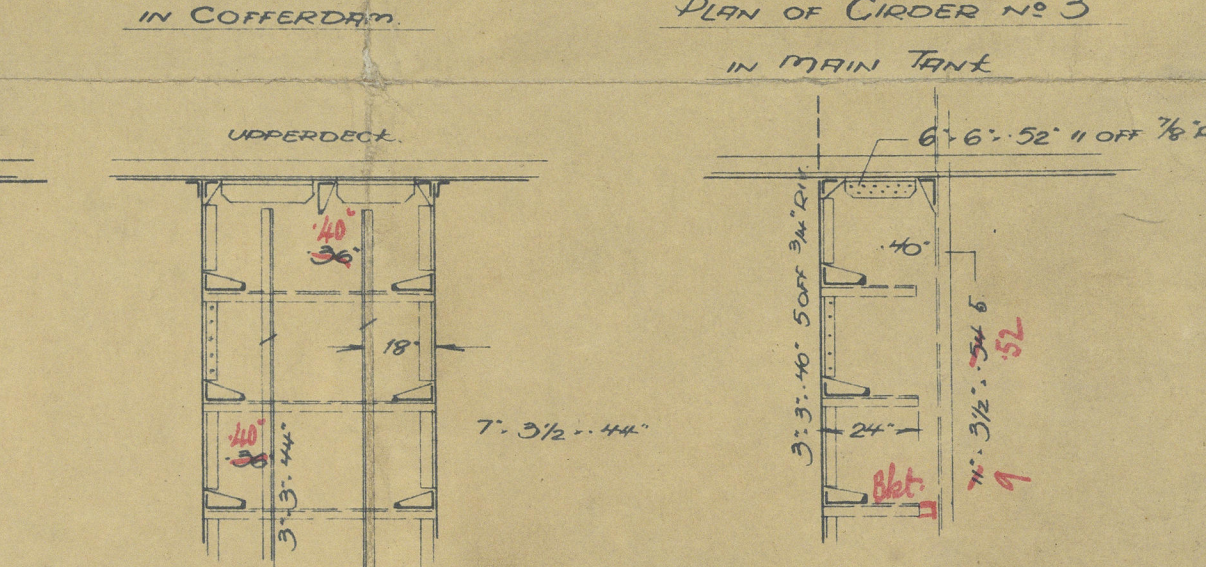 IN COFFERDAM.
PLAN OF GIRDER Nº 3
IN MAIN TANK
UPPERDECK.
6"·6"·.52" 11 OFF 7/8"
.40"
.36"
.40"
18"
7"·3½·.44"
.40"
3"·3"·.44"
3"·3"·.40" 5 OFF 3/4" RIV.
24"
Bkt.
11"·3½"·.54
.52
9